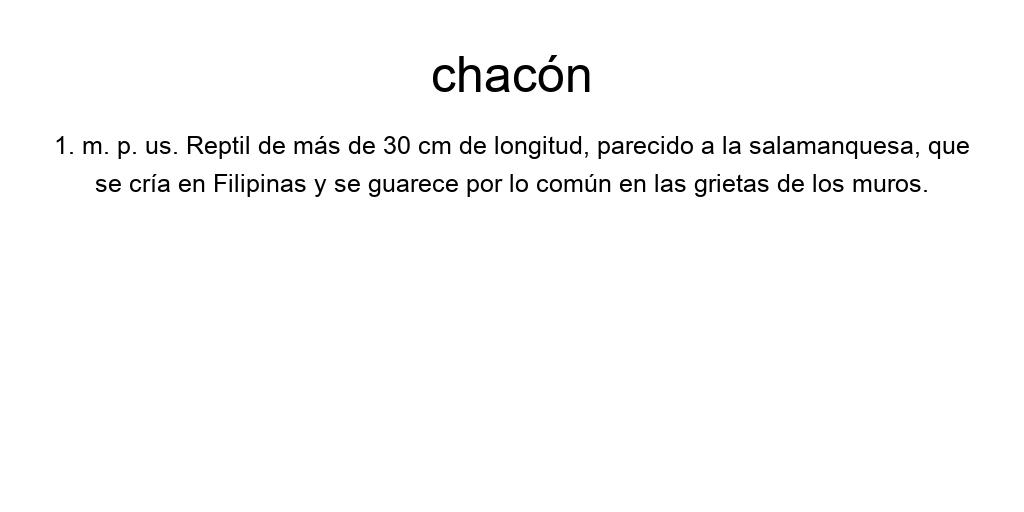 chacón
1. m. p. us. Reptil de más de 30 cm de longitud, parecido a la salamanquesa, que
se cría en Filipinas y se guarece por lo común en las grietas de los muros.